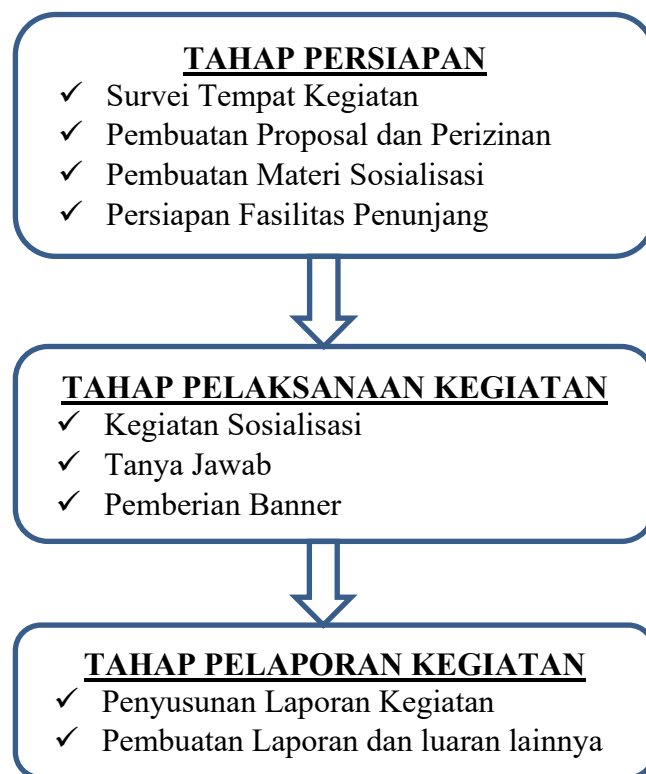 TAHAP PERSIAPAN
✓ Survei Tempat Kegiatan
✓ Pembuatan Proposal dan Perizinan
✓ Pembuatan Materi Sosialisasi
✓ Persiapan Fasilitas Penunjang
TAHAP PELAKSANAAN KEGIATAN
✓ Kegiatan Sosialisasi
✓ Tanya Jawab
✓ Pemberian Banner
TAHAP PELAPORAN KEGIATAN
✓ Penyusunan Laporan Kegiatan
✓ Pembuatan Laporan dan luaran lainnya